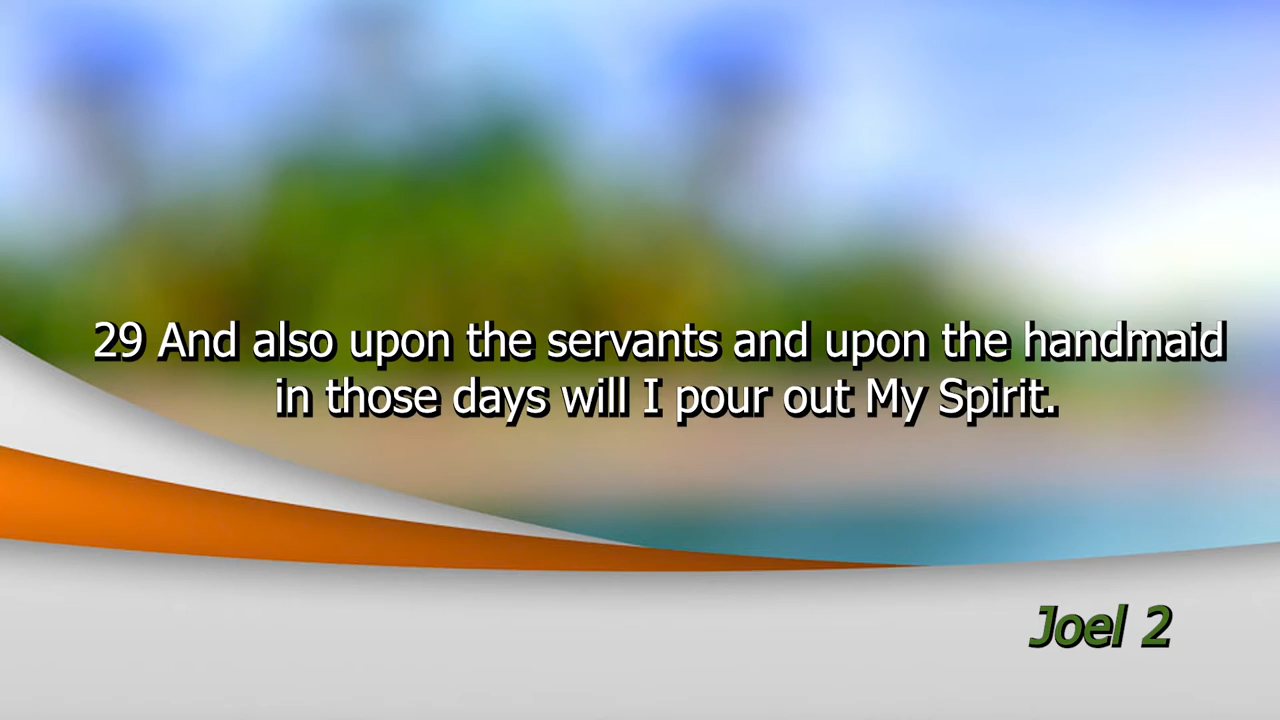 29 And also upon the servants and upon the handmaid
in those days will I pour out My Spirit.
Joel 2